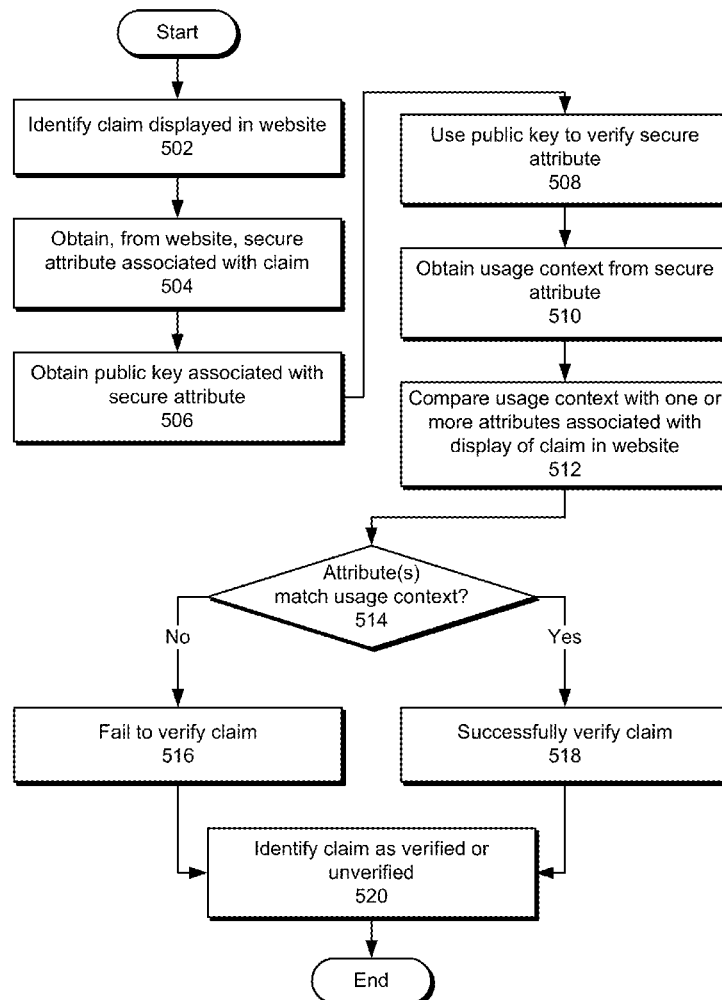 Start
Identify claim displayed in website
502
Obtain, from website, secure
attribute associated with claim
504
Obtain public key associated with
secure attribute
506
Use public key to verify secure
attribute
508
Obtain usage context from secure
attribute
510
Compare usage context with one or
more attributes associated with
display of claim in website
512
Attribute(s)
match usage context?
514
No
Yes
Fail to verify claim
516
Successfully verify claim
518
Identify claim as verified or
unverified
520
End